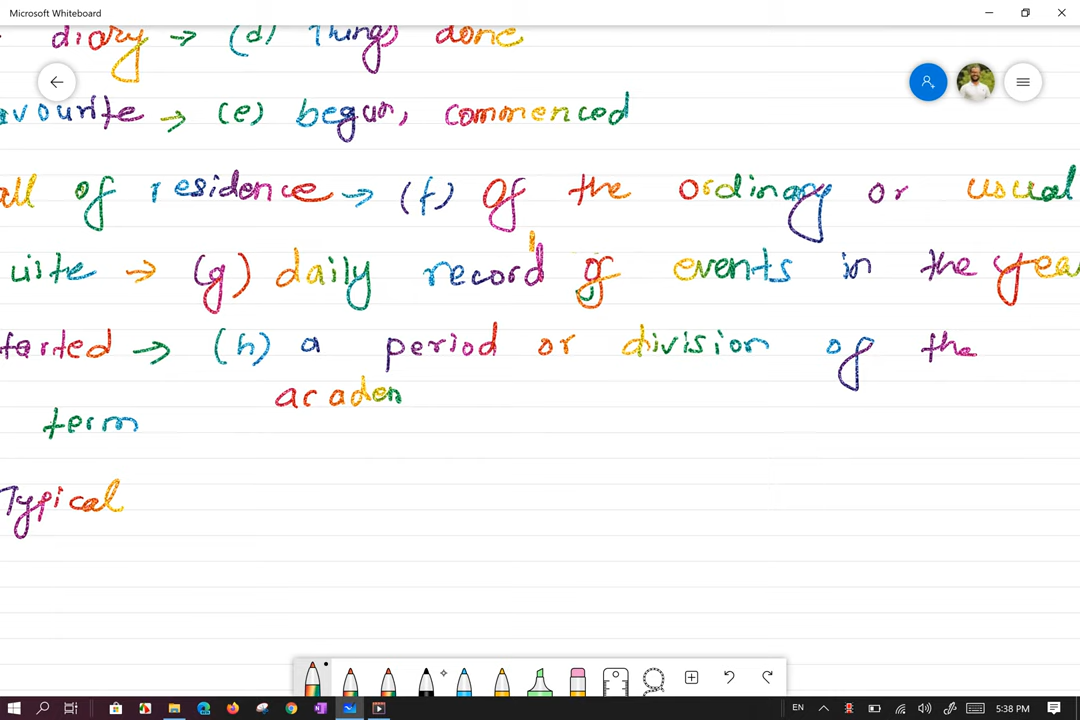 Microsoft Whiteboard
diary → (d) things done
avourite → (e) begun, commenced
all of residence → (f) Of the ordinary or usual
uite → (g) daily record of events in the year
tarted → (h) a period or division of the
academ
term
Typical
EN
5:38 PM